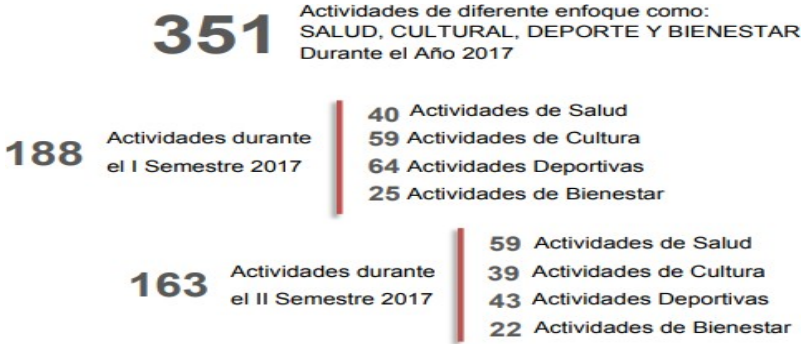 351 Actividades de diferente enfoque como:
SALUD, CULTURAL, DEPORTE Y BIENESTAR
Durante el Año 2017
188 Actividades durante
el I Semestre 2017
40 Actividades de Salud
59 Actividades de Cultura
64 Actividades Deportivas
25 Actividades de Bienestar
163 Actividades durante
el II Semestre 2017
59 Actividades de Salud
39 Actividades de Cultura
43 Actividades Deportivas
22 Actividades de Bienestar